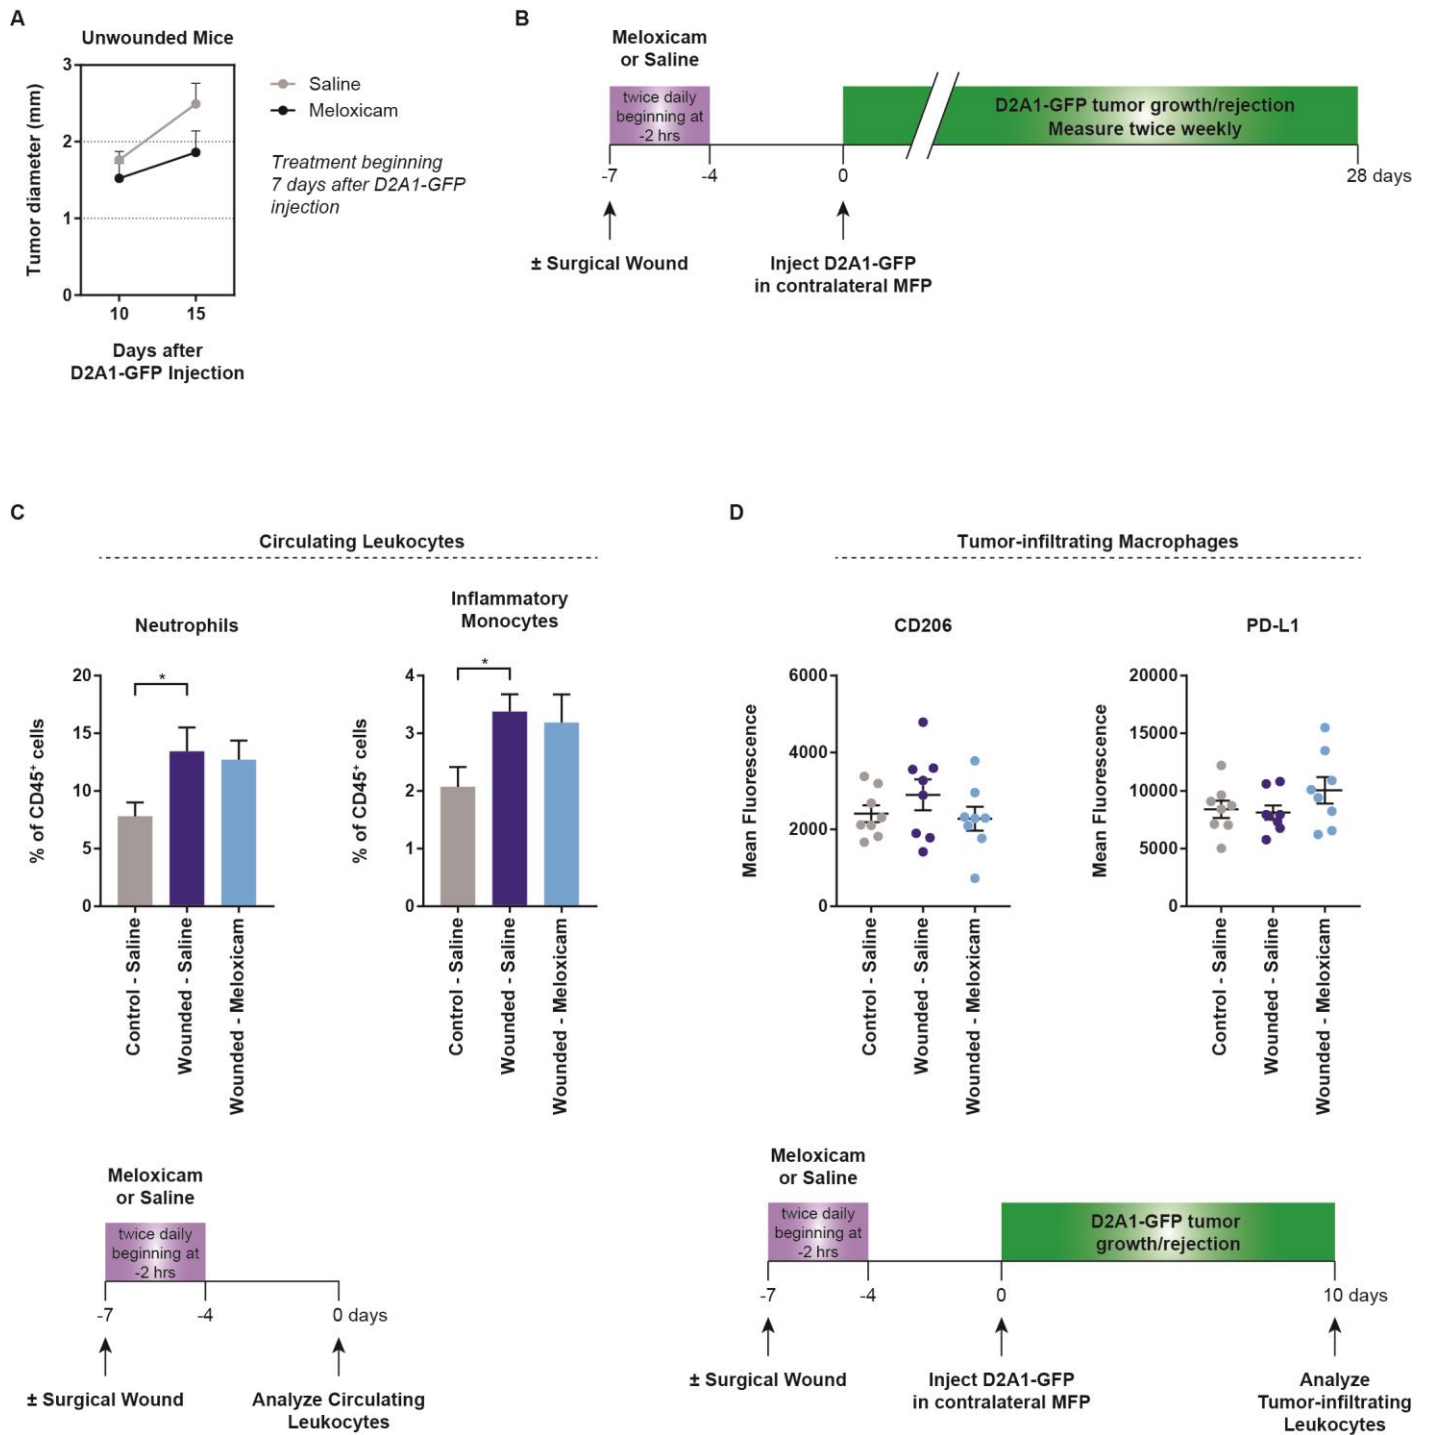 A
Unwounded Mice
3
2
1
0
Tumor diameter (mm)
10 15
Days after
D2A1-GFP Injection
Saline
Meloxicam
Treatment beginning
7 days after D2A1-GFP
injection
B
Meloxicam
or Saline
twice daily
beginning at
-2 hrs
D2A1-GFP tumor growth/rejection
Measure twice weekly
-7 -4 0 28 days
± Surgical Wound
Inject D2A1-GFP
in contralateral MFP
C
Circulating Leukocytes
Neutrophils
20
15
10
5
0
% of CD45+ cells
*
Control - Saline
Wounded - Saline
Wounded - Meloxicam
Inflammatory
Monocytes
4
3
2
1
0
% of CD45+ cells
*
Control - Saline
Wounded - Saline
Wounded - Meloxicam
Meloxicam
or Saline
twice daily
beginning at
-2 hrs
-7 -4 0 days
± Surgical Wound
Analyze Circulating
Leukocytes
D
Tumor-infiltrating Macrophages
CD206
6000
4000
2000
0
Mean Fluorescence
Control - Saline
Wounded - Saline
Wounded - Meloxicam
PD-L1
20000
15000
10000
5000
0
Mean Fluorescence
Control - Saline
Wounded - Saline
Wounded - Meloxicam
Meloxicam
or Saline
twice daily
beginning at
-2 hrs
D2A1-GFP tumor
growth/rejection
-7 -4 0 10 days
± Surgical Wound
Inject D2A1-GFP
in contralateral MFP
Analyze
Tumor-infiltrating
Leukocytes